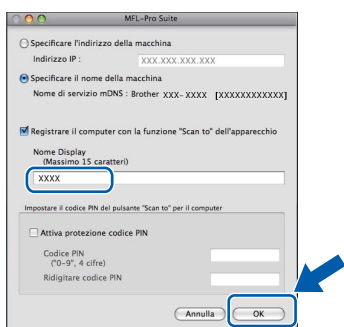 MFL-Pro Suite
Specificare l'indirizzo della macchina
Indirizzo IP :
XXX.XXX.XXX.XXX
Specificare il nome della macchina
Nome di servizio mDNS : Brother XXX-XXXX [XXXXXXXXXXXX]
Registrare il computer con la funzione "Scan to" dell'apparecchio
Nome Display
(Massimo 15 caratteri)
XXXX
Impostare il codice PIN del pulsante "Scan to" per il computer
Attiva protezione codice PIN
Codice PIN
("0-9", 4 cifre)
Ridigitare codice PIN
Annulla
OK